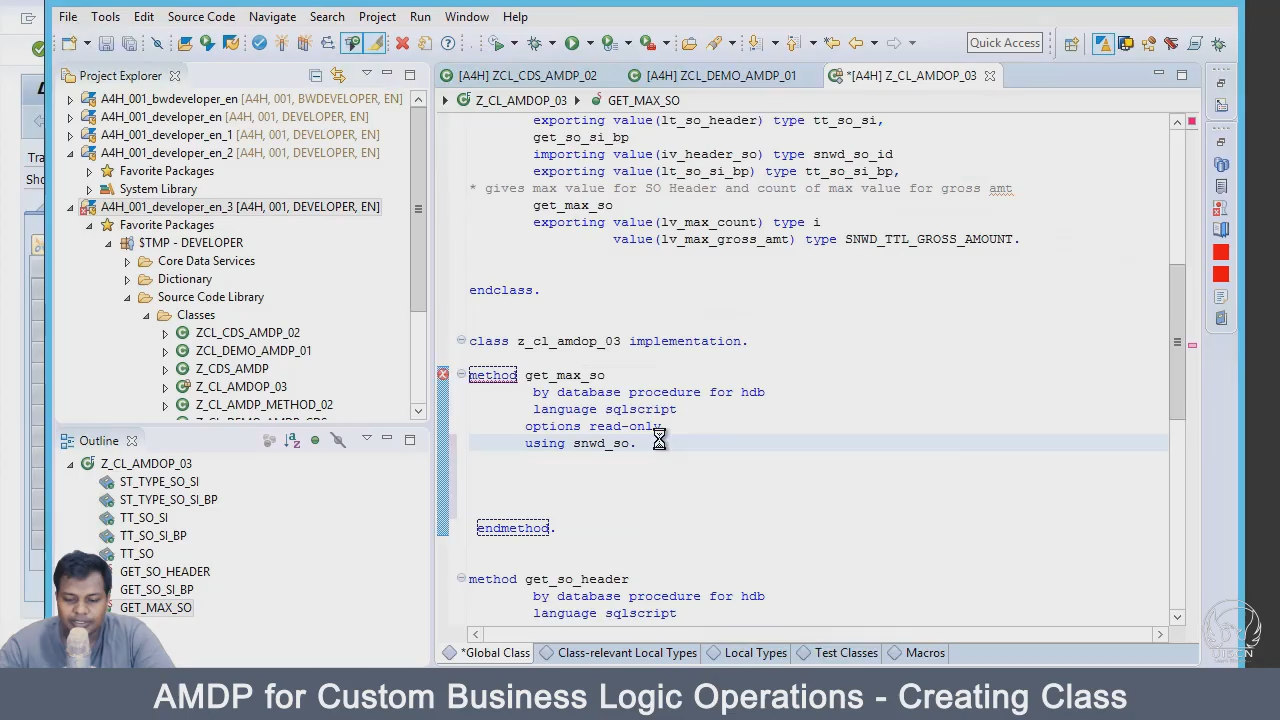 File Edit Source Code Navigate Search Project Run Window Help
Quick Access
Project Explorer
A4H_001_bwdeveloper_en [A4H, 001, BWDEVELOPER, EN]
A4H_001_developer_en [A4H, 001, DEVELOPER, EN]
A4H_001_developer_en_1 [A4H, 001, DEVELOPER, EN]
A4H_001_developer_en_2 [A4H, 001, DEVELOPER, EN]
Favorite Packages
System Library
A4H_001_developer_en_3 [A4H, 001, DEVELOPER, EN]
Favorite Packages
$TMP - DEVELOPER
Core Data Services
Dictionary
Source Code Library
Classes
ZCL_CDS_AMDP_02
ZCL_DEMO_AMDP_01
Z_CDS_AMDP
Z_CL_AMDOP_03
Z_CL_AMDP_METHOD_02
Outline
Z_CL_AMDOP_03
ST_TYPE_SO_SI
ST_TYPE_SO_SI_BP
TT_SO_SI
TT_SO_SI_BP
TT_SO
GET_SO_HEADER
GET_SO_SI_BP
GET_MAX_SO
[A4H] ZCL_CDS_AMDP_02 [A4H] ZCL_DEMO_AMDP_01 *[A4H] Z_CL_AMDOP_03
Z_CL_AMDOP_03 GET_MAX_SO
exporting value(lt_so_header) type tt_so_si,
get_so_si_bp
importing value(iv_header_so) type snwd_so_id
exporting value(lt_so_si_bp) type tt_so_si_bp,
* gives max value for SO Header and count of max value for gross amt
get_max_so
exporting value(lv_max_count) type i
value(lv_max_gross_amt) type SNWD_TTL_GROSS_AMOUNT.
endclass.
class z_cl_amdop_03 implementation.
method get_max_so
by database procedure for hdb
language sqlscript
options read-only
using snwd_so.
endmethod.
method get_so_header
by database procedure for hdb
language sqlscript
*Global Class Class-relevant Local Types Local Types Test Classes Macros
AMDP for Custom Business Logic Operations - Creating Class